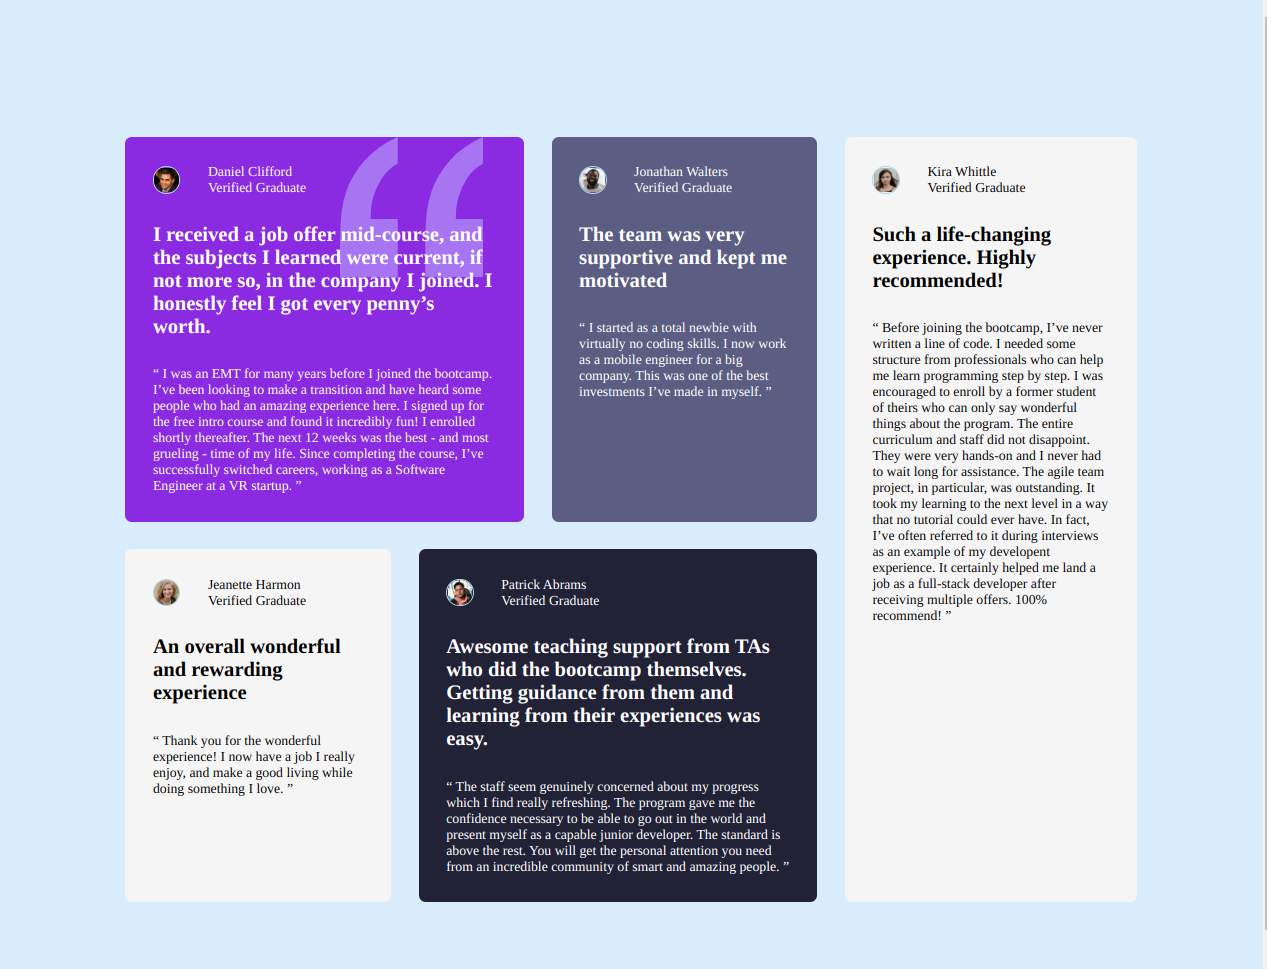 Daniel Clifford
Verified Graduate
I received a job offer mid-course, and
the subjects I learned were current, if
not more so, in the company I joined. I
honestly feel I got every penny’s
worth.
“ I was an EMT for many years before I joined the bootcamp.
I’ve been looking to make a transition and have heard some
people who had an amazing experience here. I signed up for
the free intro course and found it incredibly fun! I enrolled
shortly thereafter. The next 12 weeks was the best - and most
grueling - time of my life. Since completing the course, I’ve
successfully switched careers, working as a Software
Engineer at a VR startup. ”
Jonathan Walters
Verified Graduate
The team was very
supportive and kept me
motivated
“ I started as a total newbie with
virtually no coding skills. I now work
as a mobile engineer for a big
company. This was one of the best
investments I’ve made in myself. ”
Kira Whittle
Verified Graduate
Such a life-changing
experience. Highly
recommended!
“ Before joining the bootcamp, I’ve never
written a line of code. I needed some
structure from professionals who can help
me learn programming step by step. I was
encouraged to enroll by a former student
of theirs who can only say wonderful
things about the program. The entire
curriculum and staff did not disappoint.
They were very hands-on and I never had
to wait long for assistance. The agile team
project, in particular, was outstanding. It
took my learning to the next level in a way
that no tutorial could ever have. In fact,
I’ve often referred to it during interviews
as an example of my developent
experience. It certainly helped me land a
job as a full-stack developer after
receiving multiple offers. 100%
recommend! ”
Jeanette Harmon
Verified Graduate
An overall wonderful
and rewarding
experience
“ Thank you for the wonderful
experience! I now have a job I really
enjoy, and make a good living while
doing something I love. ”
Patrick Abrams
Verified Graduate
Awesome teaching support from TAs
who did the bootcamp themselves.
Getting guidance from them and
learning from their experiences was
easy.
“ The staff seem genuinely concerned about my progress
which I find really refreshing. The program gave me the
confidence necessary to be able to go out in the world and
present myself as a capable junior developer. The standard is
above the rest. You will get the personal attention you need
from an incredible community of smart and amazing people. ”